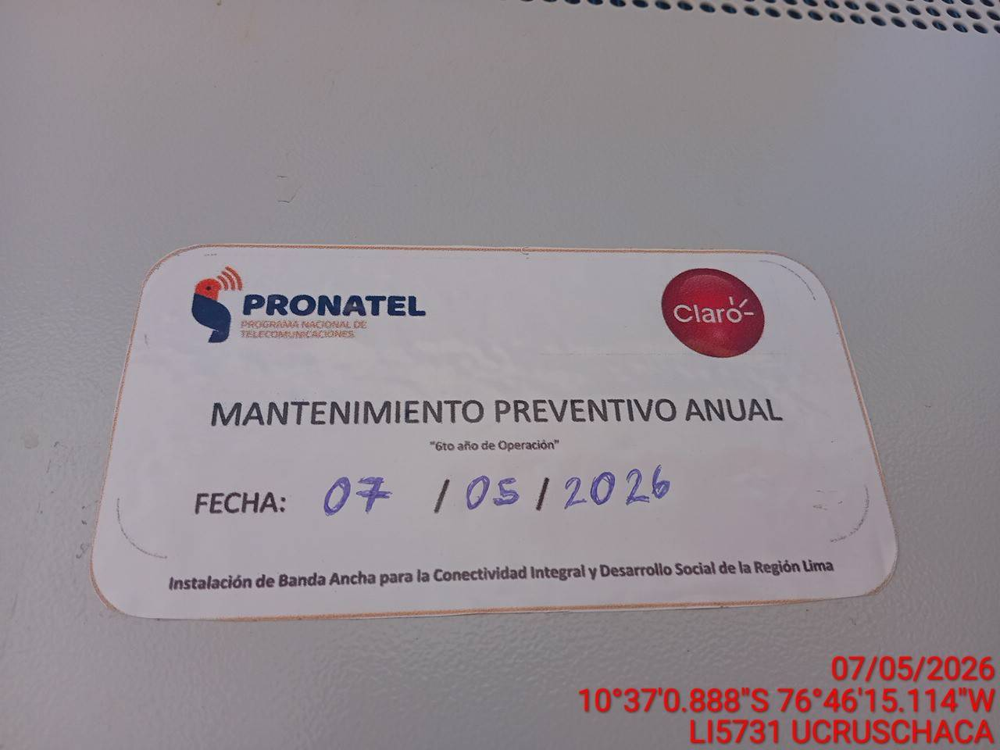 PRONATEL
PROGRAMA NACIONAL DE
TELECOMUNICACIONES
Claro
MANTENIMIENTO PREVENTIVO ANUAL
"6to año de Operación"
FECHA: 07 / 05 / 2026
Instalación de Banda Ancha para la Conectividad Integral y Desarrollo Social de la Región Lima
07/05/2026
10°37'0.888"S 76°46'15.114"W
LI5731 UCRUSCHACA